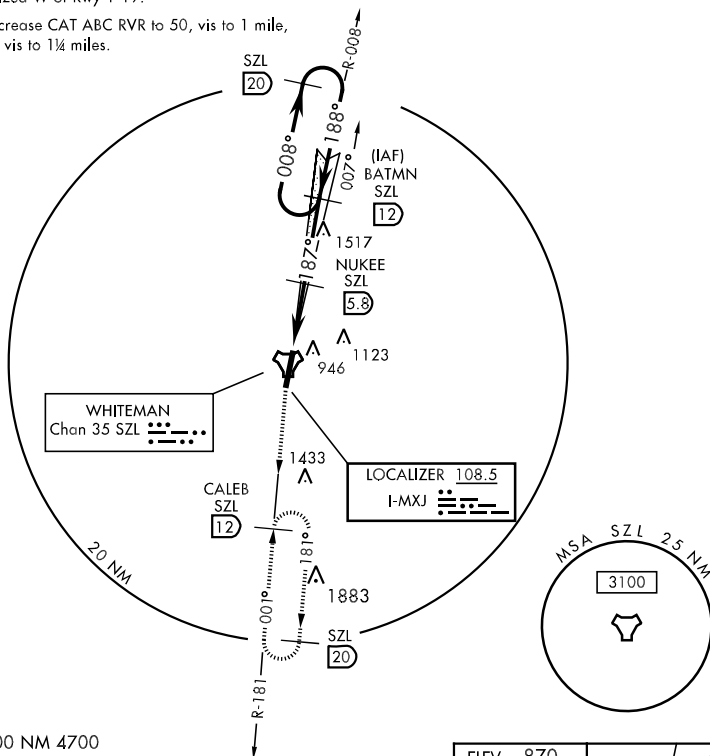 crease CAT ABC RVR to 50, vis to 1 mile,
vis to 1¼ miles.
SZL
20
R-008
008°
188°
007°
(IAF)
BATMN
SZL
12
1517
187°
NUKEE
SZL
5.8
1123
946
WHITEMAN
Chan 35 SZL
LOCALIZER 108.5
I-MXJ
1433
CALEB
SZL
12
181°
1883
001°
SZL
20
R-181
20 NM
MSA SZL 25 NM
3100
00 NM 4700
ELEV 870